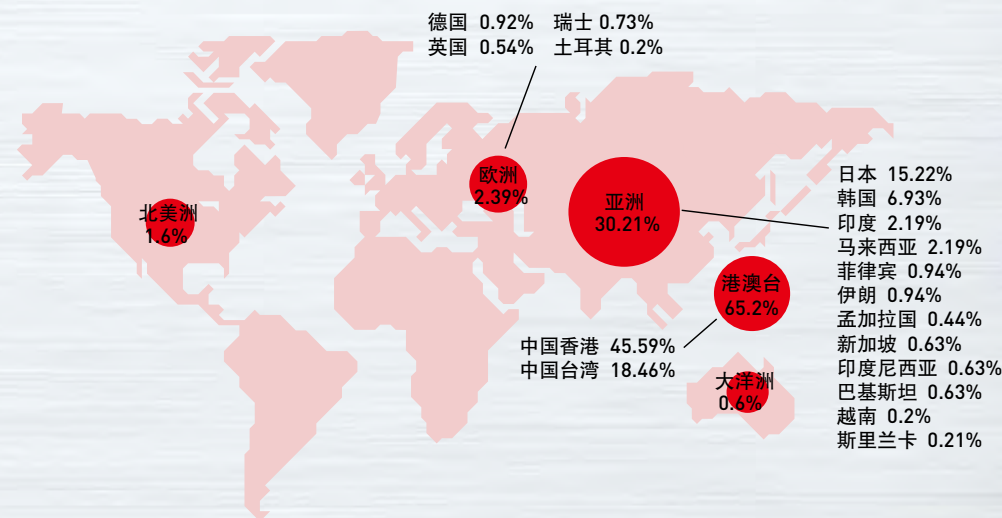 德国 0.92% 瑞士 0.73%
英国 0.54% 土耳其 0.2%
欧洲
2.39%
亚洲
30.21%
北美洲
1.6%
日本 15.22%
韩国 6.93%
印度 2.19%
马来西亚 2.19%
菲律宾 0.94%
伊朗 0.94%
孟加拉国 0.44%
新加坡 0.63%
印度尼西亚 0.63%
巴基斯坦 0.63%
越南 0.2%
斯里兰卡 0.21%
港澳台
65.2%
中国香港 45.59%
中国台湾 18.46%
大洋洲
0.6%